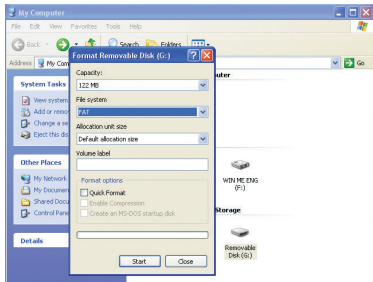 My Computer
File Edit View Favorites Tools Help
Back Search Folders
Format Removable Disk (G:)
Address My Com Go
Capacity:
122 MB
System Tasks
uter
View system
File system
FAT
Add or remov
Change a se
Allocation unit size
Eject this dis
Default allocation size
Volume label
Other Places
My Network
Format options
WIN ME ENG
(F:)
My Documen
Quick Format
Shared Docu
Enable Compression
Control Pane
Create an MS-DOS startup disk
Storage
Details
Removable
Disk (G:)
Start Close